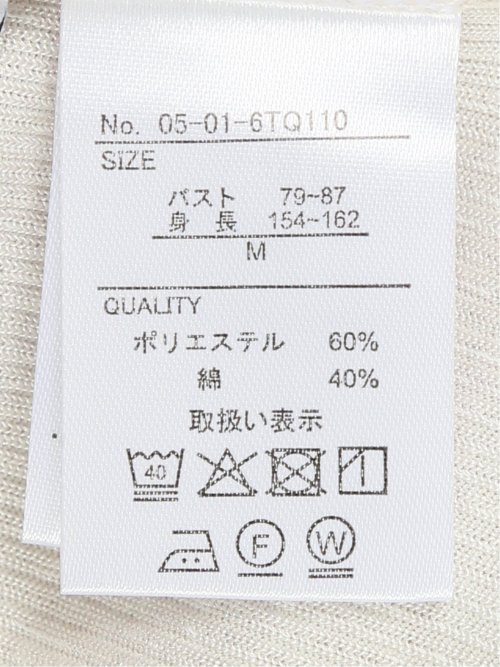 No. 05-01-6TQ110
SIZE
バスト 79~87
身 長 154~162
M
QUALITY
ポリエステル 60%
綿 40%
取扱い表示
40
F W